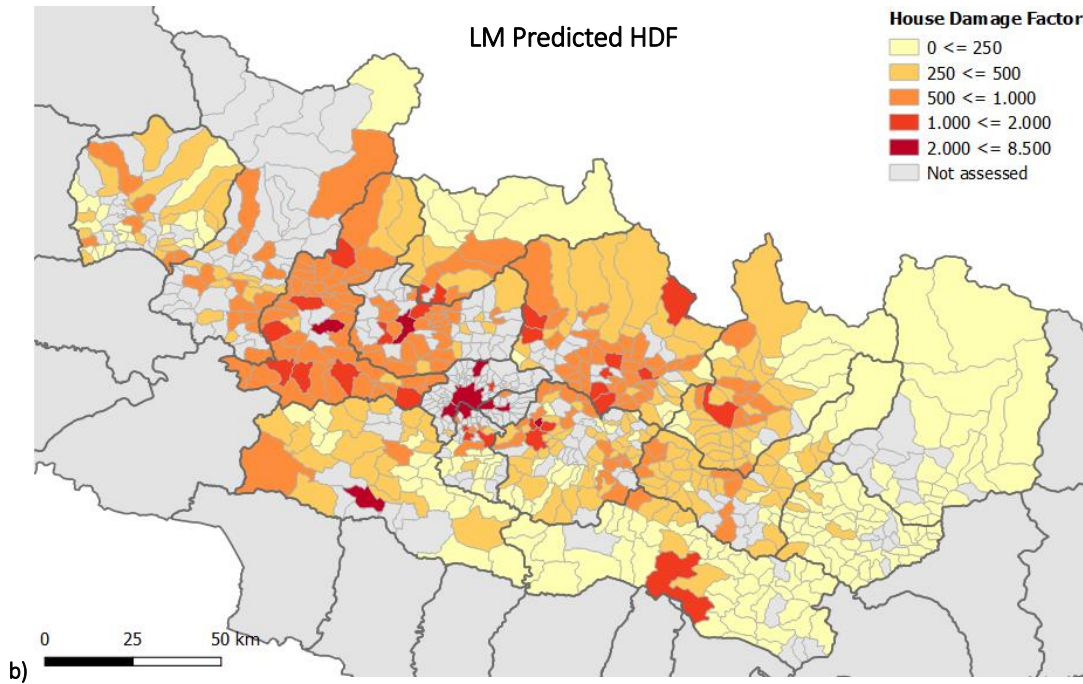 LM Predicted HDF
House Damage Factor
0 <= 250
250 <= 500
500 <= 1.000
1.000 <= 2.000
2.000 <= 8.500
Not assessed
0 25 50 km
b)